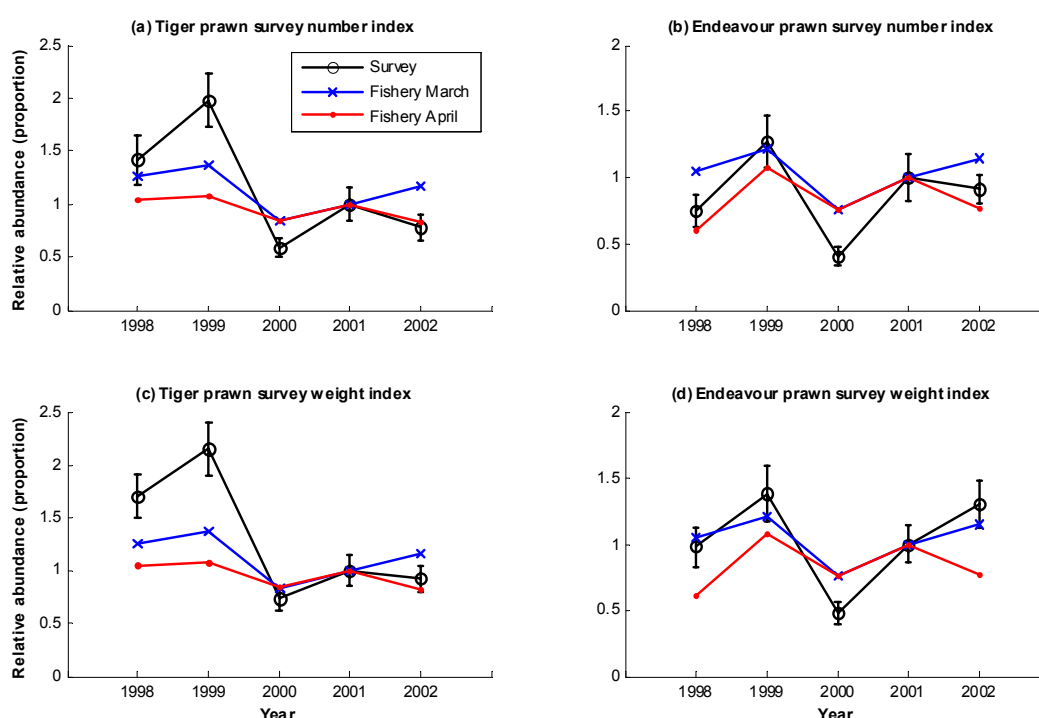 (a) Tiger prawn survey number index
Relative abundance (proportion)
2.5
2
1.5
1
0.5
0
1998 1999 2000 2001 2002
Survey
Fishery March
Fishery April
(b) Endeavour prawn survey number index
2
1.5
1
0.5
0
1998 1999 2000 2001 2002
(c) Tiger prawn survey weight index
Relative abundance (proportion)
2.5
2
1.5
1
0.5
0
1998 1999 2000 2001 2002
Year
(d) Endeavour prawn survey weight index
2
1.5
1
0.5
0
1998 1999 2000 2001 2002
Year